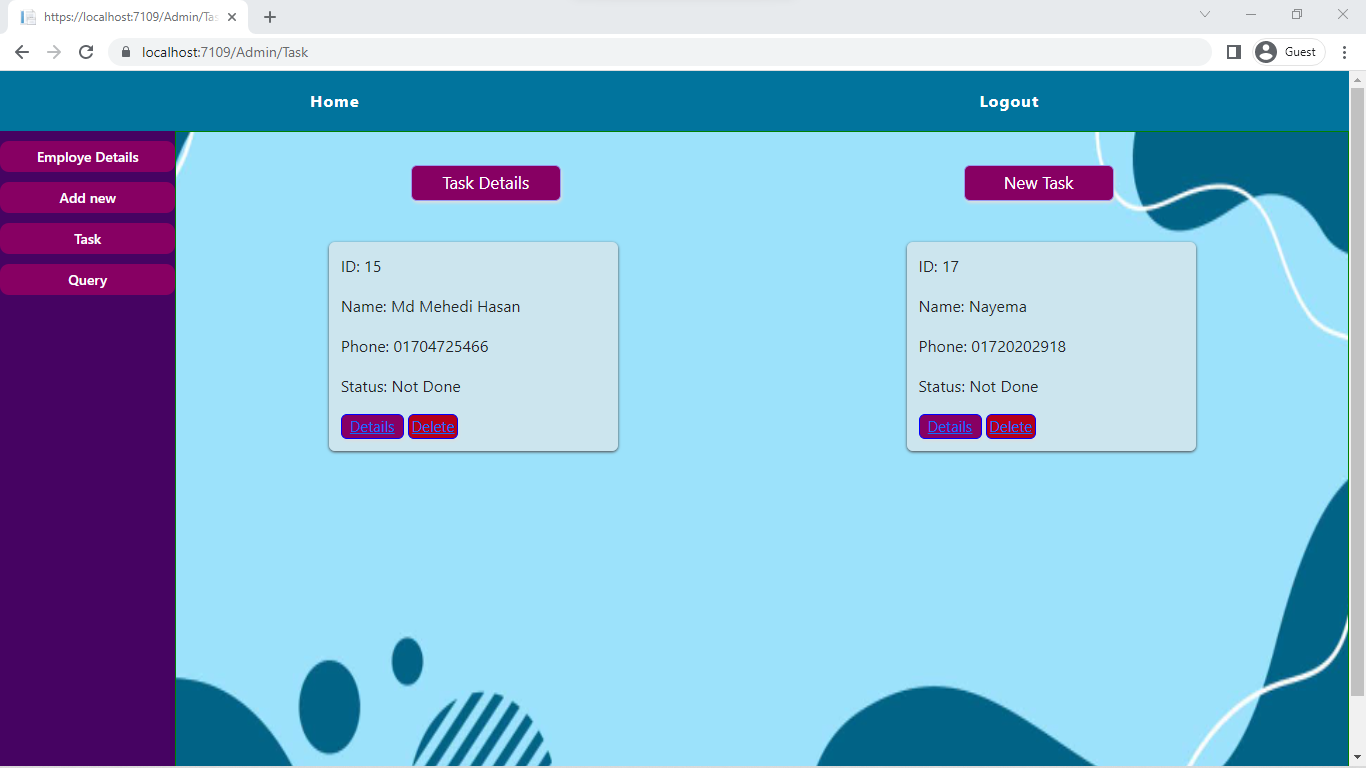 https://localhost:7109/Admin/Tas
localhost:7109/Admin/Task
Guest
Home
Logout
Employe Details
Add new
Task
Query
Task Details
New Task
ID: 15
Name: Md Mehedi Hasan
Phone: 01704725466
Status: Not Done
Details Delete
ID: 17
Name: Nayema
Phone: 01720202918
Status: Not Done
Details Delete